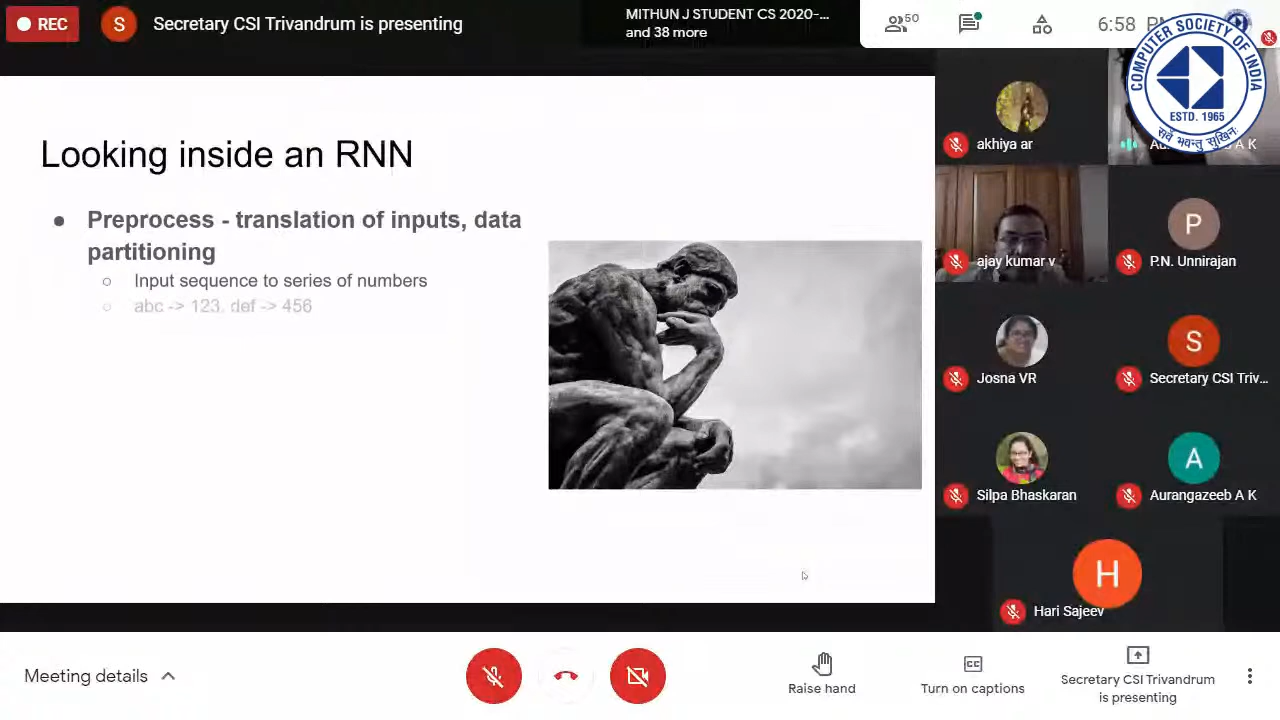 REC
S
Secretary CSI Trivandrum is presenting
MITHUN J STUDENT CS 2020-...
and 38 more
50
6:58
COMPUTER SOCIETY OF INDIA
ESTD. 1965
सर्वे भवन्तु सुखिनः
Looking inside an RNN
● Preprocess - translation of inputs, data
partitioning
○ Input sequence to series of numbers
○ abc -> 123, def -> 456
akhiya ar
A K
ajay kumar v
P
P.N. Unnirajan
Josna VR
S
Secretary CSI Triv...
Silpa Bhaskaran
A
Aurangazeeb A K
H
Hari Sajeev
Meeting details
Raise hand
CC
Turn on captions
Secretary CSI Trivandrum
is presenting